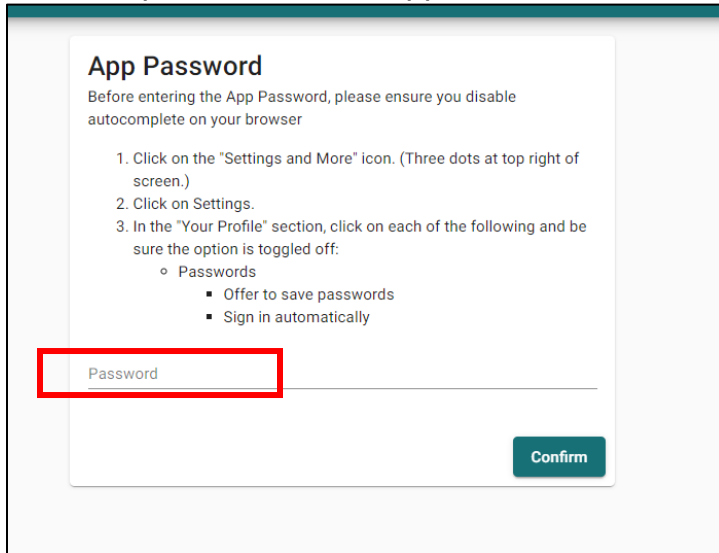 App Password
Before entering the App Password, please ensure you disable
autocomplete on your browser
1. Click on the "Settings and More" icon. (Three dots at top right of
screen.)
2. Click on Settings.
3. In the "Your Profile" section, click on each of the following and be
sure the option is toggled off:
Passwords
Offer to save passwords
Sign in automatically
Password
Confirm